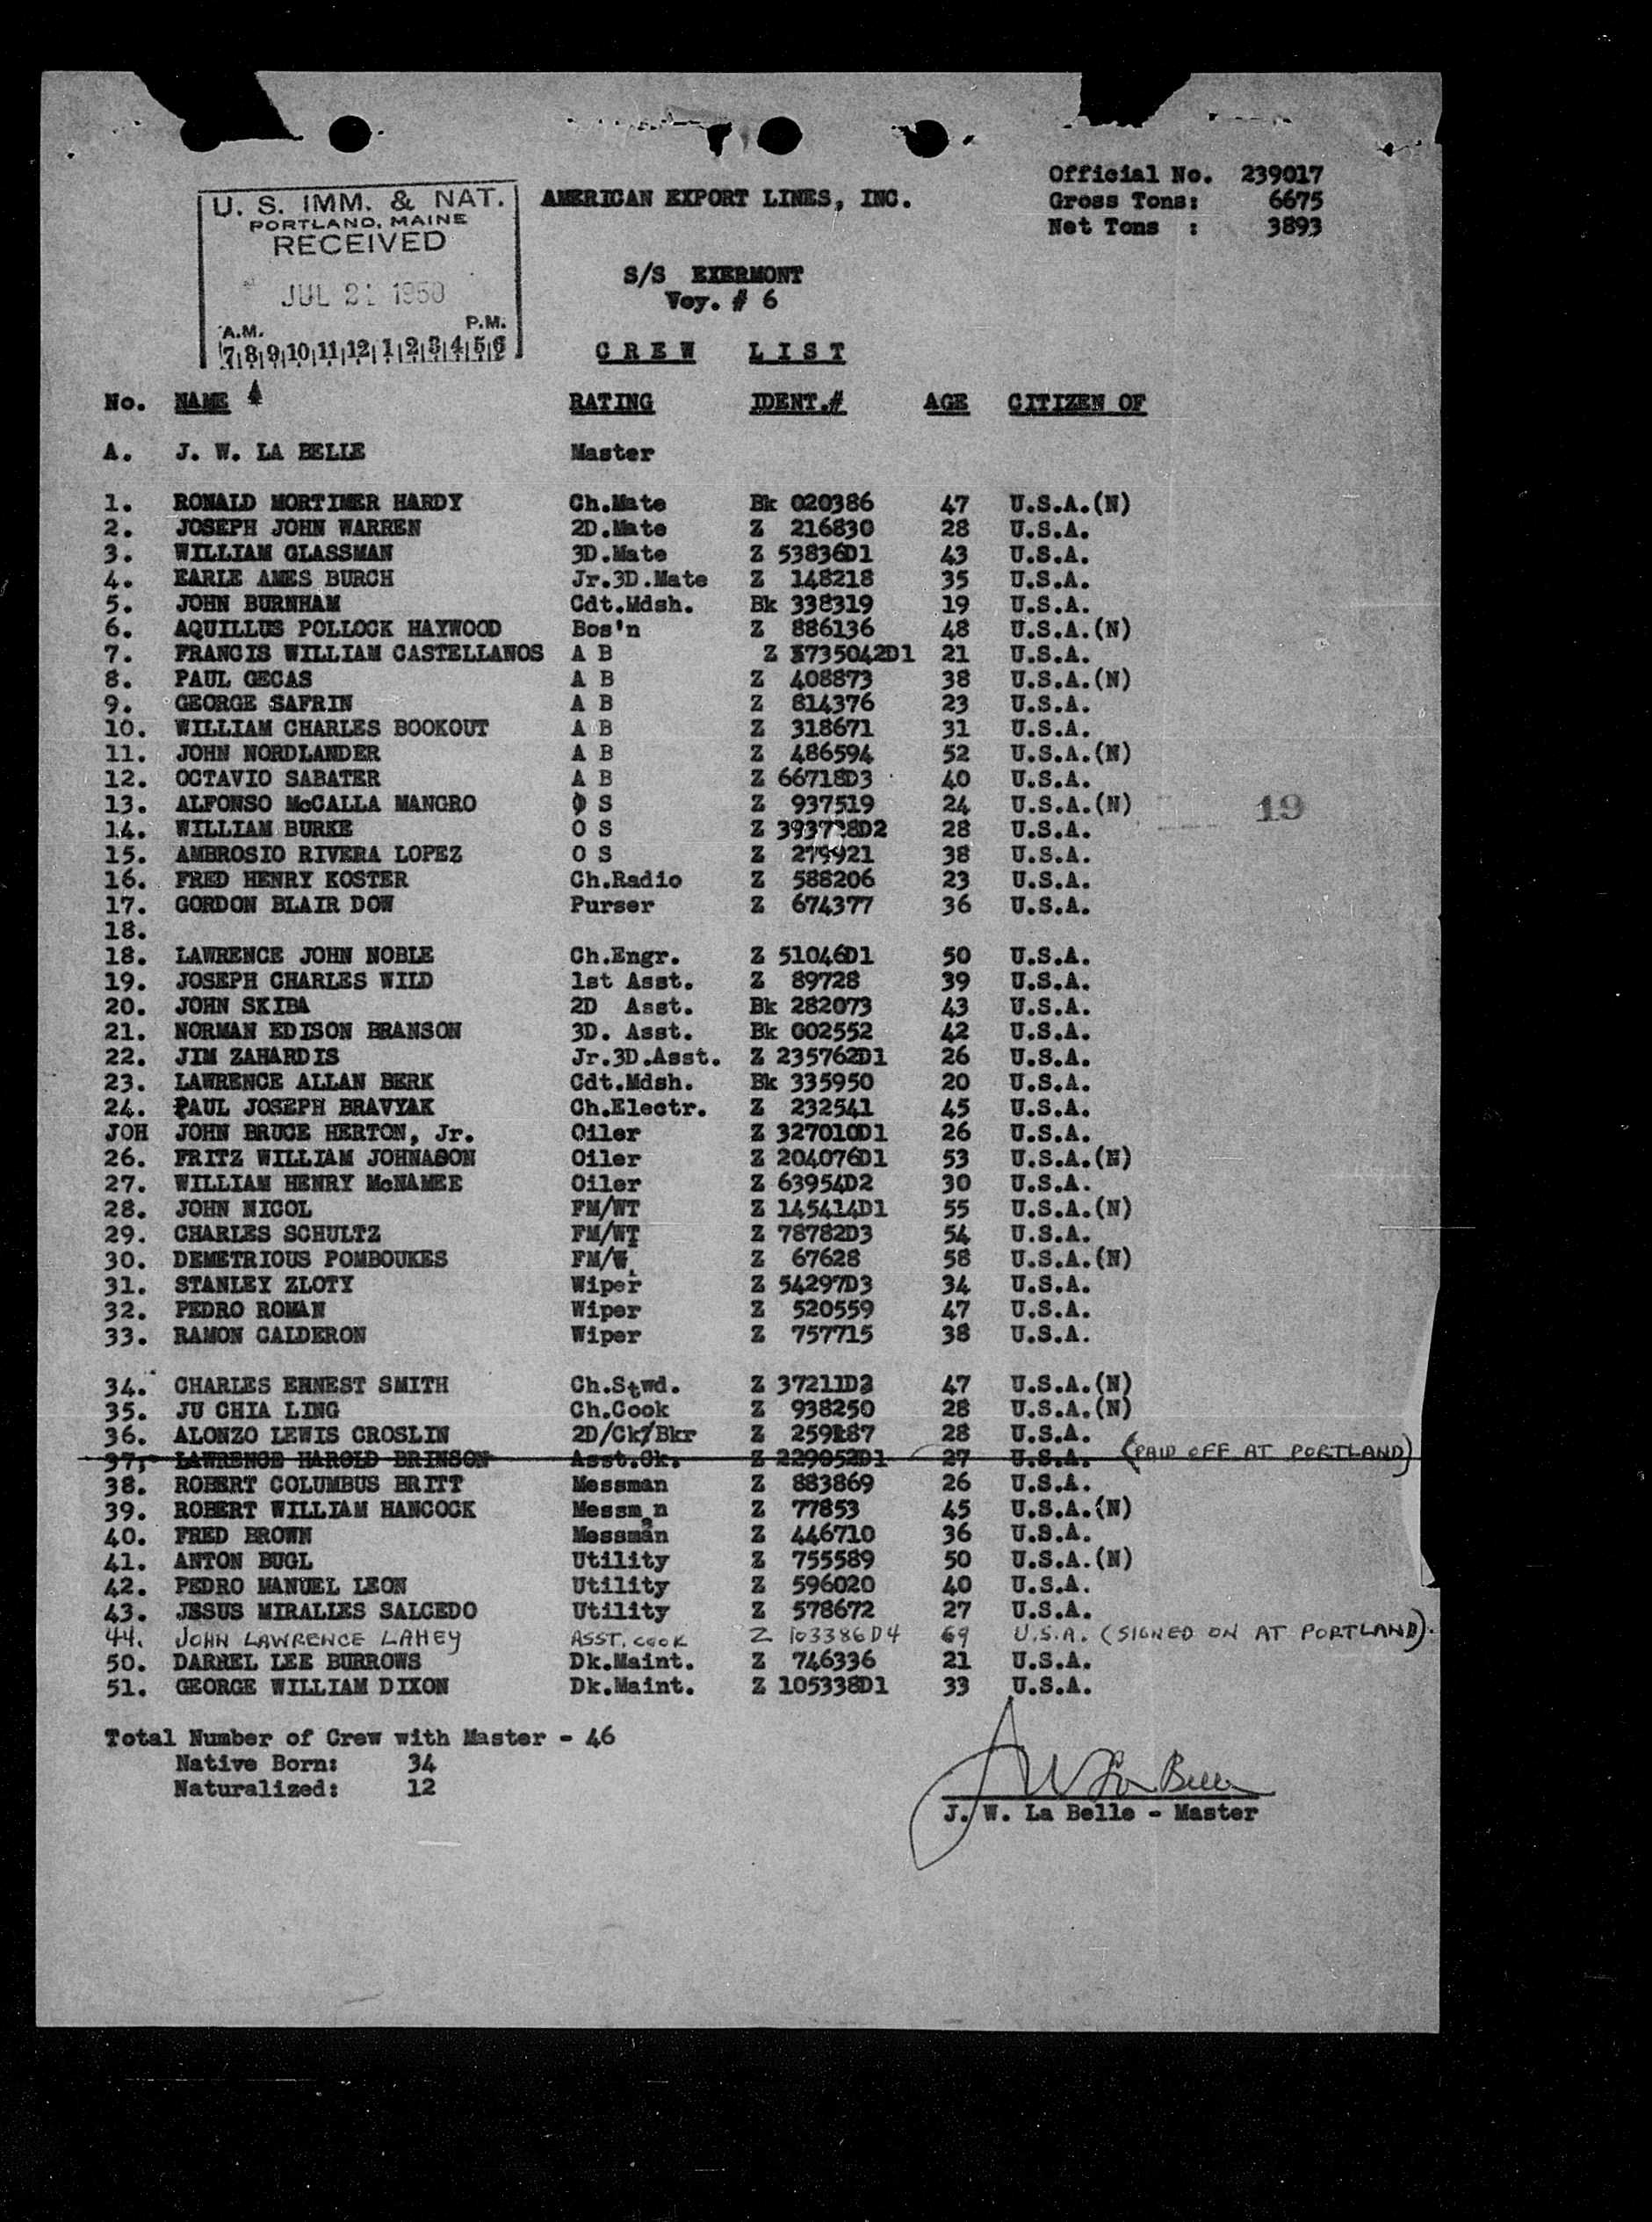 U. S. IMM. & NAT.
PORTLAND, MAINE
RECEIVED
JUL 21 1950
A.M. P.M.
7 8 9 10 11 12 1 2 3 4 5 6
AMERICAN EXPORT LINES, INC.
Official No. 239017
Gross Tons: 6675
Net Tons : 3893
S/S EXERMONT
Voy. # 6
CREW LIST
No. NAME RATING IDENT.# AGE CITIZEN OF
A. J. W. LA BELLE Master
1. RONALD MORTIMER HARDY Ch.Mate Bk 020386 47 U.S.A.(N)
2. JOSEPH JOHN WARREN 2D.Mate Z 216830 28 U.S.A.
3. WILLIAM GLASSMAN 3D.Mate Z 53836D1 43 U.S.A.
4. EARLE AMES BURCH Jr.3D.Mate Z 148218 35 U.S.A.
5. JOHN BURNHAM Cdt.Mdsh. Bk 338319 19 U.S.A.
6. AQUILLUS POLLOCK HAYWOOD Bos'n Z 886136 48 U.S.A.(N)
7. FRANCIS WILLIAM CASTELLANOS A B Z 735042D1 21 U.S.A.
8. PAUL GECAS A B Z 408873 38 U.S.A.(N)
9. GEORGE SAFRIN A B Z 814376 23 U.S.A.
10. WILLIAM CHARLES BOOKOUT A B Z 318671 31 U.S.A.
11. JOHN NORDLANDER A B Z 486594 52 U.S.A.(N)
12. OCTAVIO SABATER A B Z 66718D3 40 U.S.A.
13. ALFONSO McCALLA MANGRO O S Z 937519 24 U.S.A.(N) 19
14. WILLIAM BURKE O S Z 393728D2 28 U.S.A.
15. AMBROSIO RIVERA LOPEZ O S Z 279921 38 U.S.A.
16. FRED HENRY KOSTER Ch.Radio Z 588206 23 U.S.A.
17. GORDON BLAIR DOW Purser Z 674377 36 U.S.A.
18.
18. LAWRENCE JOHN NOBLE Ch.Engr. Z 51046D1 50 U.S.A.
19. JOSEPH CHARLES WILD 1st Asst. Z 89728 39 U.S.A.
20. JOHN SKIBA 2D Asst. Bk 282073 43 U.S.A.
21. NORMAN EDISON BRANSON 3D. Asst. Bk 002552 42 U.S.A.
22. JIM ZAHARDIS Jr.3D.Asst. Z 235762D1 26 U.S.A.
23. LAWRENCE ALLAN BERK Cdt.Mdsh. Bk 335950 20 U.S.A.
24. PAUL JOSEPH BRAVYAK Ch.Electr. Z 232541 45 U.S.A.
JOH JOHN BRUCE HERTON, Jr. Oiler Z 327010D1 26 U.S.A.
26. FRITZ WILLIAM JOHNASON Oiler Z 204076D1 53 U.S.A.(N)
27. WILLIAM HENRY McNAMEE Oiler Z 63954D2 30 U.S.A.
28. JOHN NICOL FM/WT Z 145414D1 55 U.S.A.(N)
29. CHARLES SCHULTZ FM/WT Z 78782D3 54 U.S.A.
30. DEMETRIOUS POMBOUKES FM/W. Z 67628 58 U.S.A.(N)
31. STANLEY ZLOTY Wiper Z 54297D3 34 U.S.A.
32. PEDRO ROMAN Wiper Z 520559 47 U.S.A.
33. RAMON CALDERON Wiper Z 757715 38 U.S.A.
34. CHARLES ERNEST SMITH Ch.Stwd. Z 37211D3 47 U.S.A.(N)
35. JU CHIA LING Ch.Cook Z 938250 28 U.S.A.(N)
36. ALONZO LEWIS CROSLIN 2D/Ck/Bkr Z 259187 28 U.S.A.
37. LAWRENCE HAROLD BRINSON Asst.Ck. Z 229052D1 27 U.S.A. (PAID OFF AT PORTLAND)
38. ROBERT COLUMBUS BRITT Messman Z 883869 26 U.S.A.
39. ROBERT WILLIAM HANCOCK Messman Z 77853 45 U.S.A.(N)
40. FRED BROWN Messman Z 446710 36 U.S.A.
41. ANTON BUGL Utility Z 755589 50 U.S.A.(N)
42. PEDRO MANUEL LEON Utility Z 596020 40 U.S.A.
43. JESUS MIRALLES SALCEDO Utility Z 578672 27 U.S.A.
44. JOHN LAWRENCE LAHEY ASST. COOK Z 103386D4 69 U.S.A. (SIGNED ON AT PORTLAND).
50. DARREL LEE BURROWS Dk.Maint. Z 746336 21 U.S.A.
51. GEORGE WILLIAM DIXON Dk.Maint. Z 105338D1 33 U.S.A.
Total Number of Crew with Master - 46
Native Born: 34
Naturalized: 12
J W La Belle
J. W. La Belle - Master